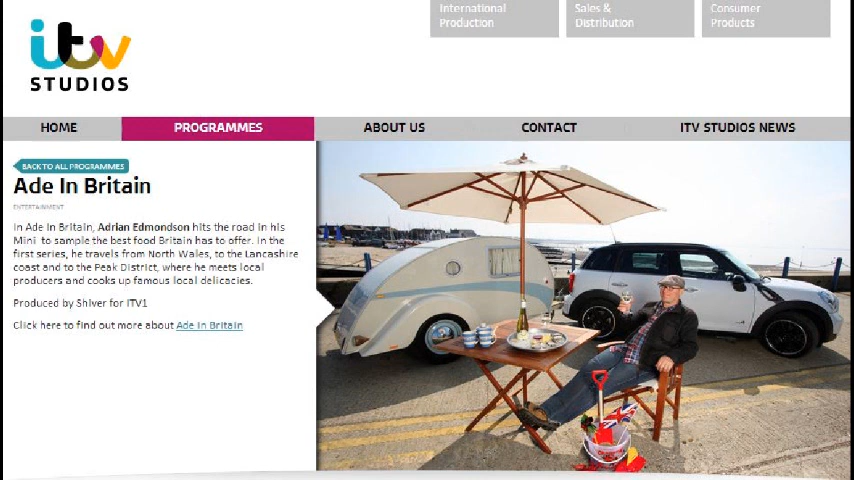 International
Production
Sales &
Distribution
Consumer
Products
itv
STUDIOS
HOME
PROGRAMMES
ABOUT US
CONTACT
ITV STUDIOS NEWS
BACK TO ALL PROGRAMMES
Ade In Britain
ENTERTAINMENT
In Ade In Britain, Adrian Edmondson hits the road in his
Mini to sample the best food Britain has to offer. In the
first series, he travels from North Wales, to the Lancashire
coast and to the Peak District, where he meets local
producers and cooks up famous local delicacies.
Produced by Shiver for ITV1
Click here to find out more about Ade In Britain